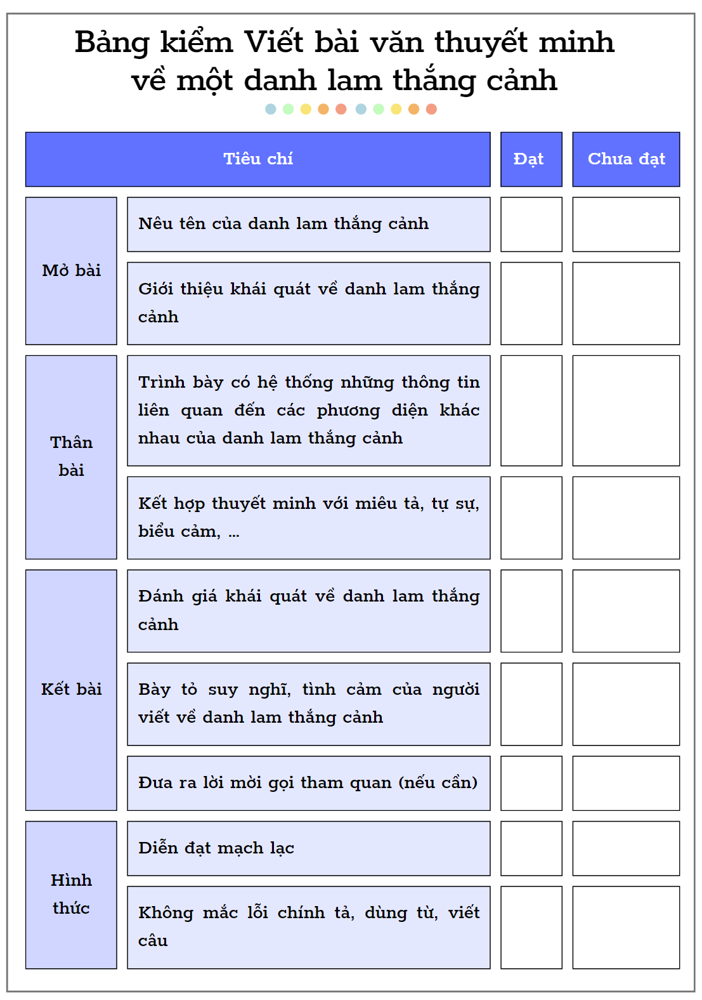 Bảng kiểm Viết bài văn thuyết minh
về một danh lam thắng cảnh
Tiêu chí
Đạt
Chưa đạt
Mở bài
Nêu tên của danh lam thắng cảnh
Giới thiệu khái quát về danh lam thắng
cảnh
Thân
bài
Trình bày có hệ thống những thông tin
liên quan đến các phương diện khác
nhau của danh lam thắng cảnh
Kết hợp thuyết minh với miêu tả, tự sự,
biểu cảm, ...
Kết bài
Đánh giá khái quát về danh lam thắng
cảnh
Bày tỏ suy nghĩ, tình cảm của người
viết về danh lam thắng cảnh
Đưa ra lời mời gọi tham quan (nếu cần)
Hình
thức
Diễn đạt mạch lạc
Không mắc lỗi chính tả, dùng từ, viết
câu